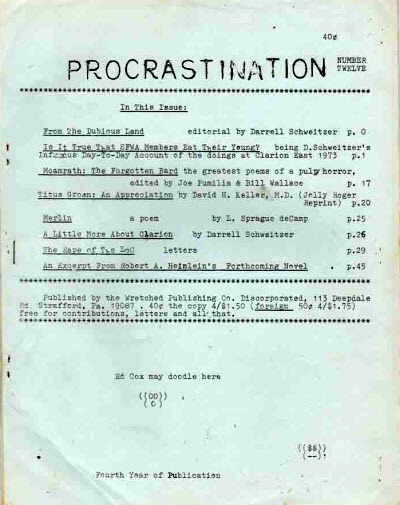 40¢
PROCRASTINATION NUMBER
TWELVE
In This Issue:
From The Dubious Land editorial by Darrell Schweitzer p. 0
Is It True That SFWA Members Eat Their Young? being D.Schweitzer's
Infamous Day-To-Day Account of the doings at Clarion East 1973 p.1
Moamrath: The Forgotten Bard the greatest poems of a pulp horror,
edited by Joe Pumilia & Bill Wallace p. 17
Titus Groan: An Appreciation by David H. Keller, M.D. (Jolly Roger
Reprint) p.20
Merlin a poem by L. Sprague deCamp p.25
A Little More About Clarion by Darrell Schweitzer p.26
The Rape of The LoC letters p.29
An Excerpt From Robert A. Heinlein's Forthcoming Novel . p.45
Published by the Wretched Publishing Co. Discorporated, 113 Deepdale
Rd. Strafford, Pa. 19087 . 40¢ the copy 4/$1.50 (foreign 50¢ 4/$1.75)
free for contributions, letters and all that.
Ed Cox may doodle here
((OO))
(O)
((&&))
(--)
Fourth Year of Publication